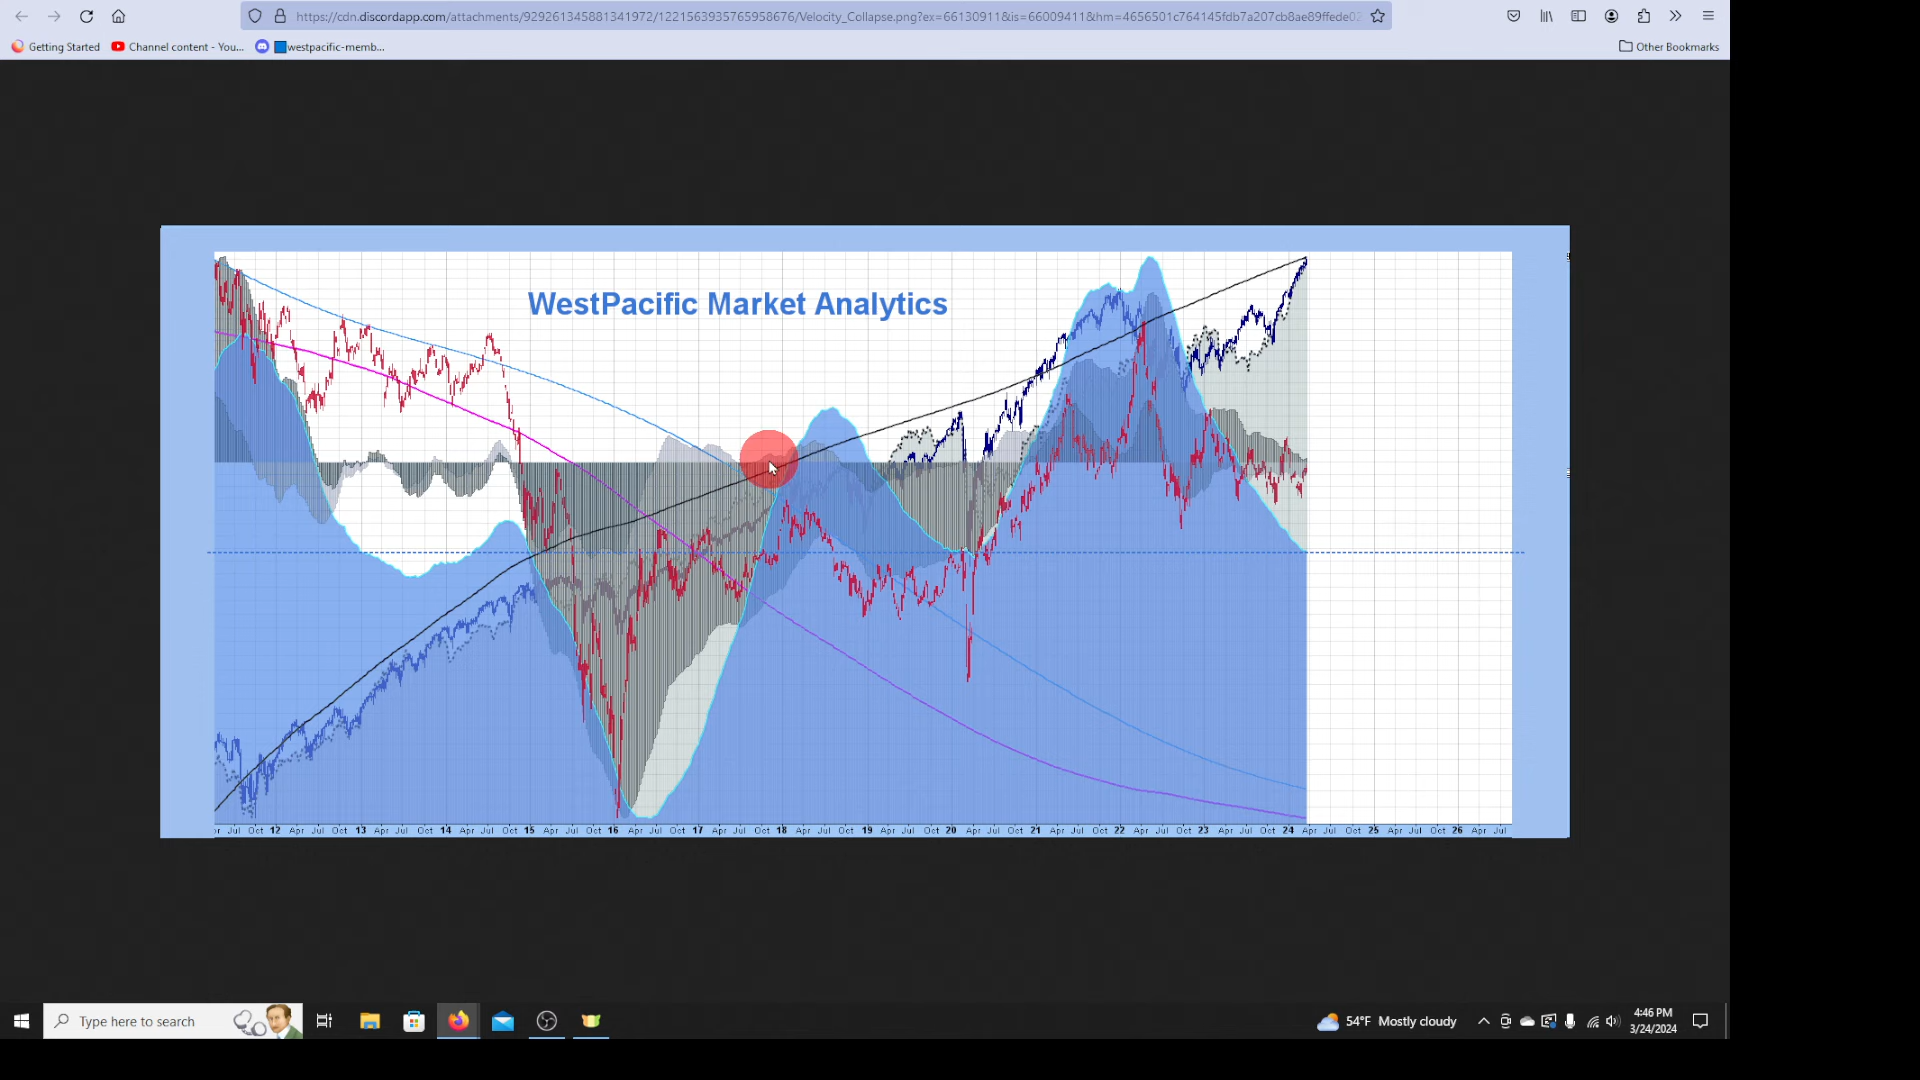 https://cdn.discordapp.com/attachments/929261345881341972/1221563935765958676/Velocity_Collapse.png?ex=66130911&is=66009411&hm=4656501c764145fdb7a207cb8ae89ffede02
Getting Started Channel content - You... westpacific-memb... Other Bookmarks
WestPacific Market Analytics
Jul Oct 12 Apr Jul Oct 13 Apr Jul Oct 14 Apr Jul Oct 15 Apr Jul Oct 16 Apr Jul Oct 17 Apr Jul Oct 18 Apr Jul Oct 19 Apr Jul Oct 20 Apr Jul Oct 21 Apr Jul Oct 22 Apr Jul Oct 23 Apr Jul Oct 24 Apr Jul Oct 25 Apr Jul Oct 26 Apr Jul
Type here to search
54°F Mostly cloudy
4:46 PM
3/24/2024